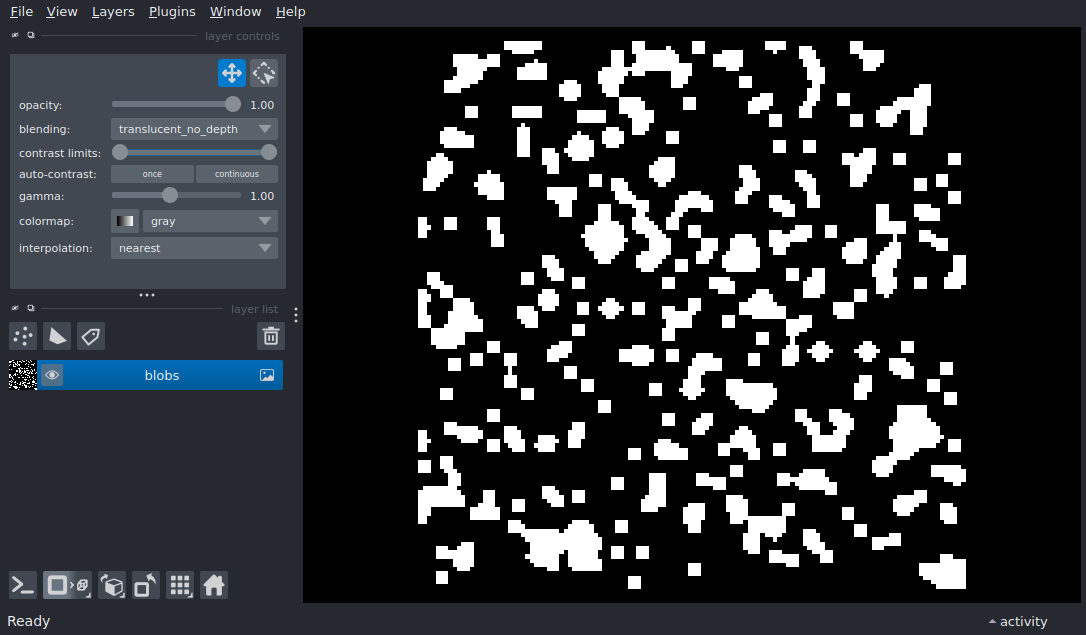 File View Layers Plugins Window Help
layer controls
opacity: 1.00
blending: translucent_no_depth
contrast limits:
auto-contrast: once continuous
gamma: 1.00
colormap: gray
interpolation: nearest
layer list
blobs
Ready activity